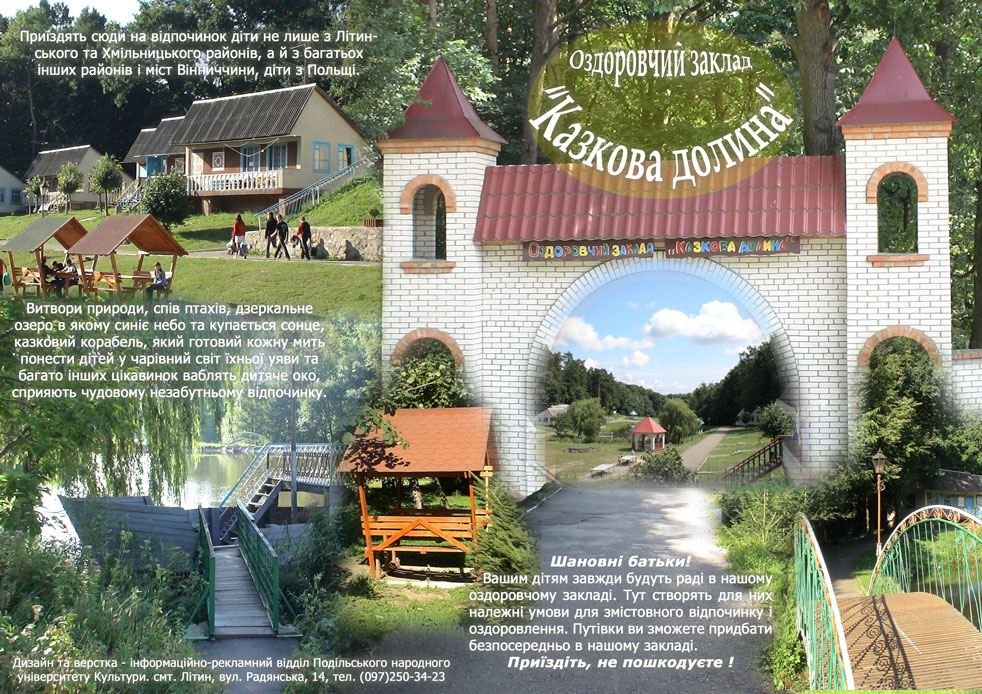 Приїздять сюди на відпочинок діти не лише з Літин-
ського та Хмільницького районів, а й з багатьох
інших районів і міст Вінниччини, діти з Польщі.
Оздоровчий заклад
"Казкова долина"
Оздоровчий заклад „Казкова долина"
Витвори природи, спів птахів, дзеркальне
озеро в якому синіє небо та купається сонце,
казковий корабель, який готовий кожну мить
понести дітей у чарівний світ їхньої уяви та
багато інших цікавинок ваблять дитяче око,
сприяють чудовому незабутньому відпочинку.
Шановні батьки!
Вашим дітям завжди будуть раді в нашому
оздоровчому закладі. Тут створять для них
належні умови для змістовного відпочинку і
оздоровлення. Путівки ви зможете придбати
безпосередньо в нашому закладі.
Приїздіть, не пошкодуєте !
Дизайн та верстка - інформаційно-рекламний відділ Подільського народного
університету Культури. смт. Літин, вул. Радянська, 14, тел. (097)250-34-23